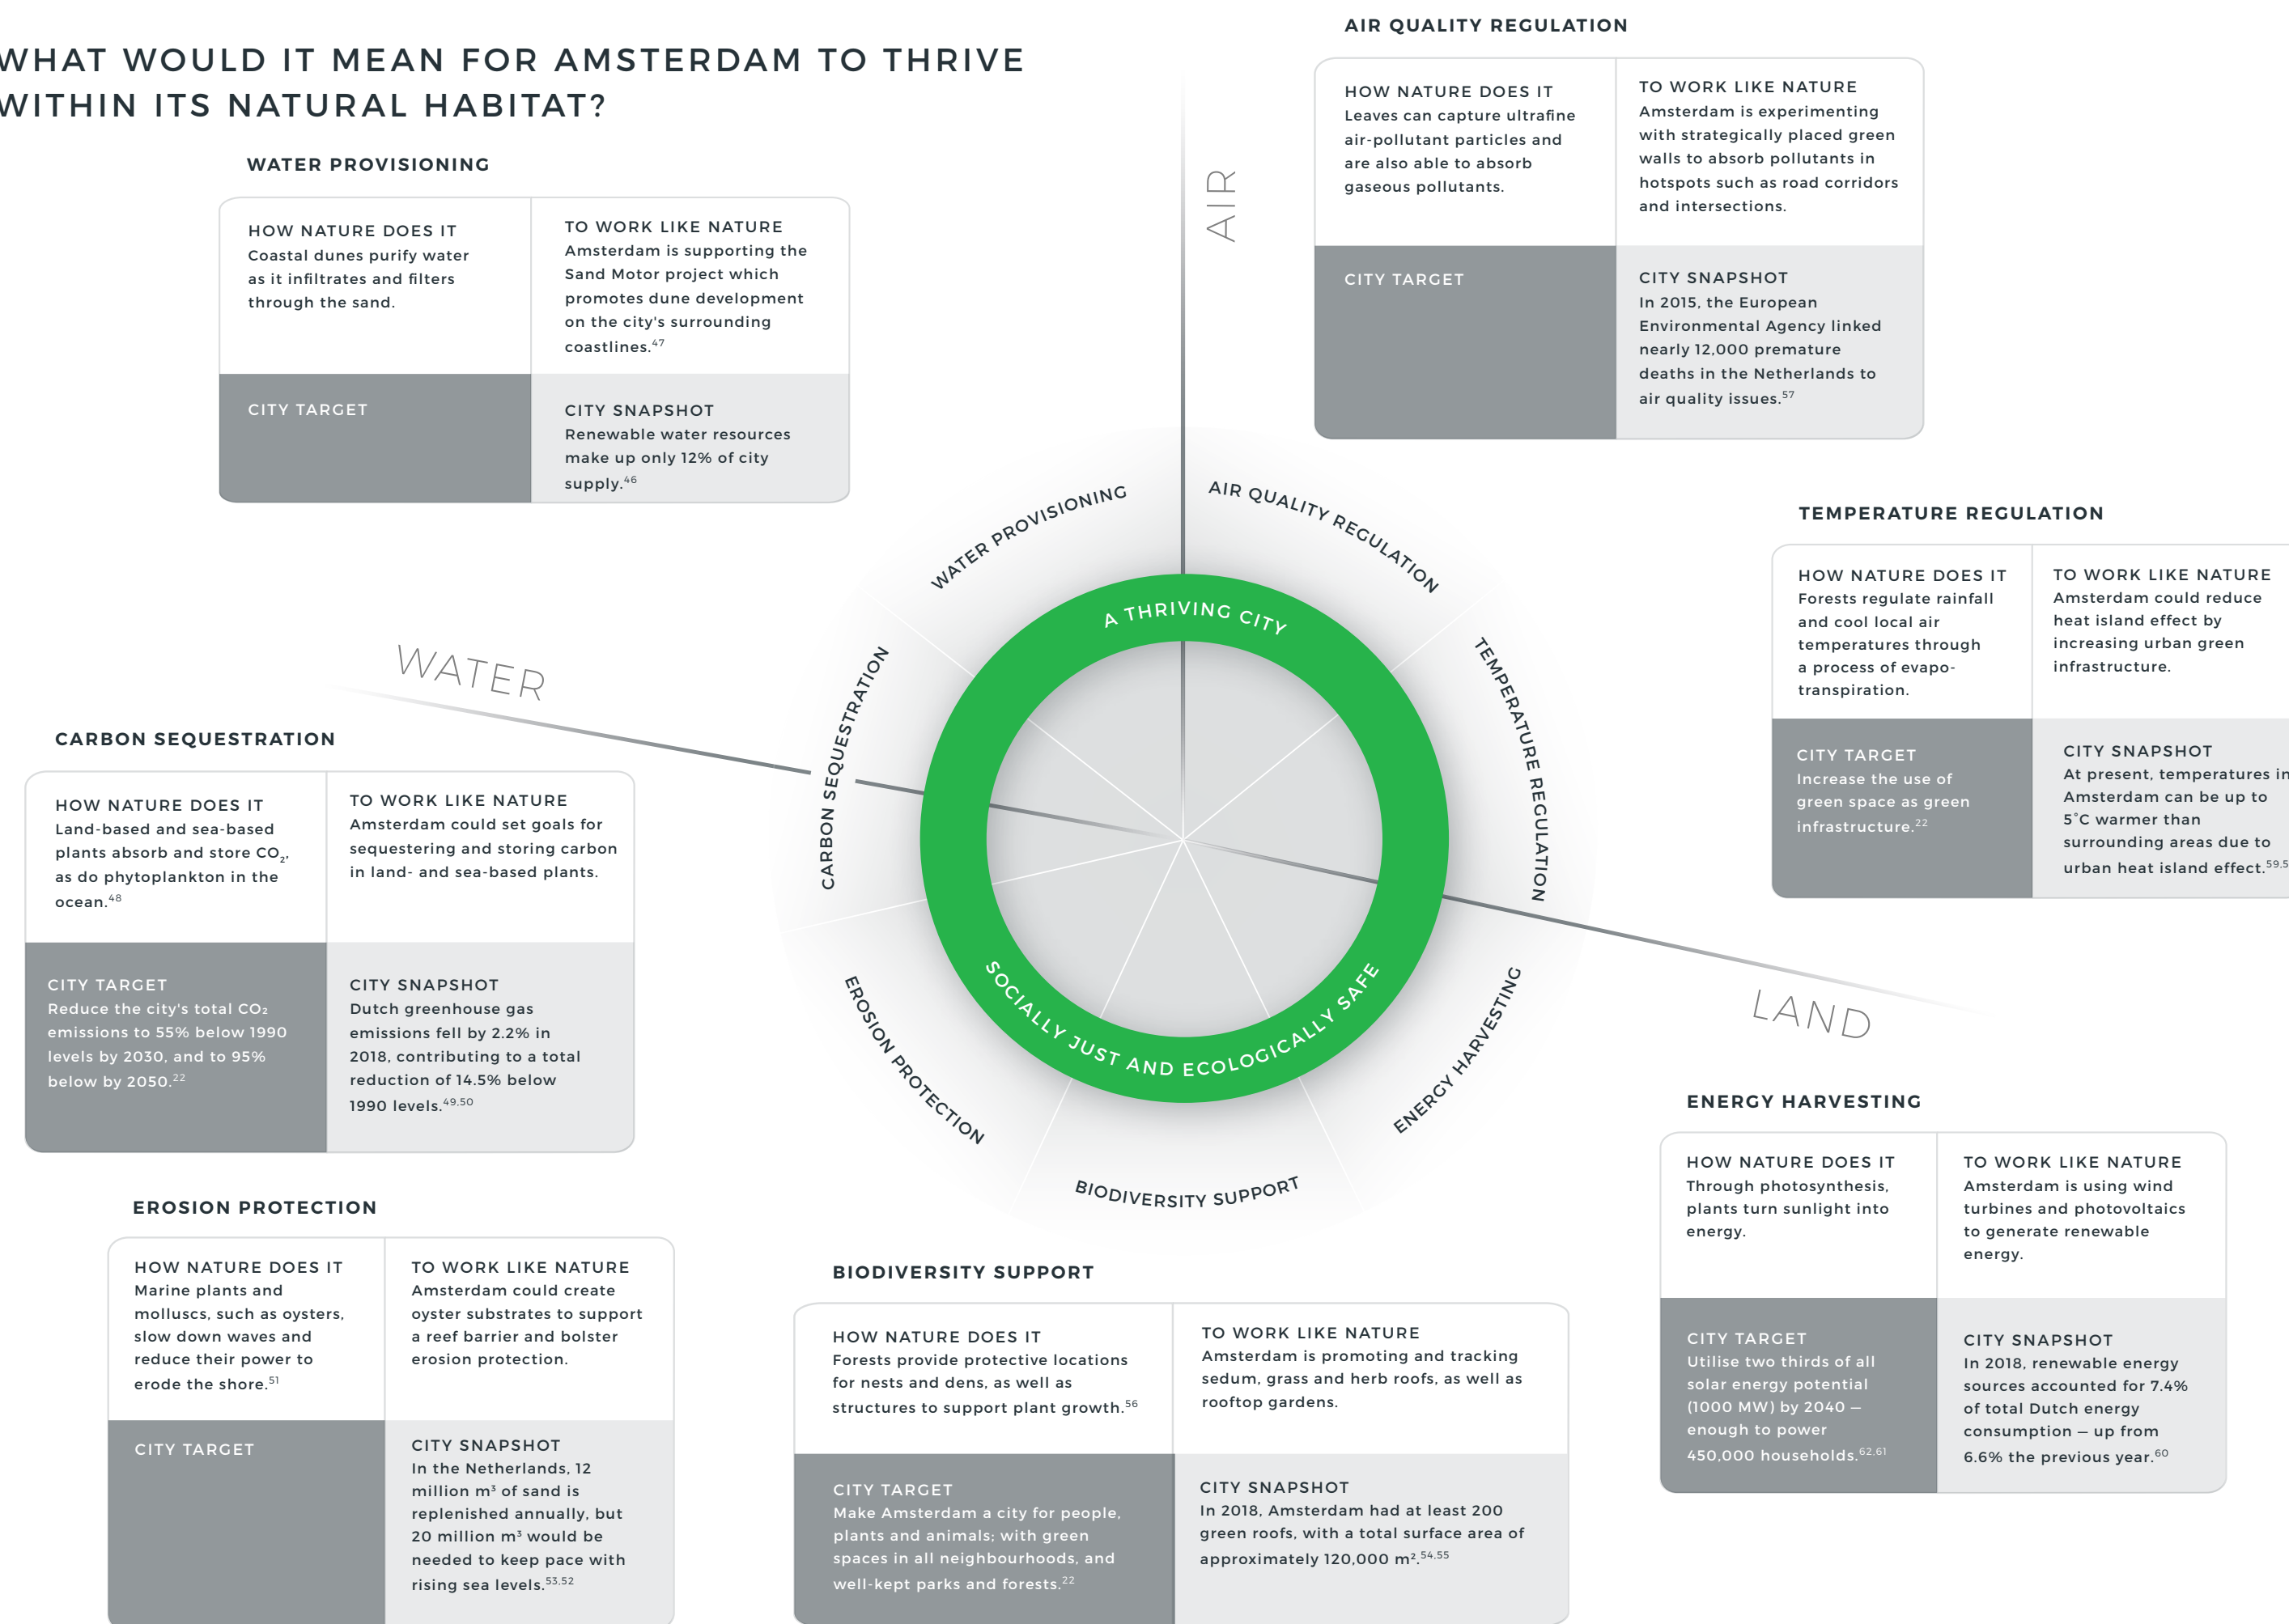 WHAT WOULD IT MEAN FOR AMSTERDAM TO THRIVE
WITHIN ITS NATURAL HABITAT?
WATER PROVISIONING
HOW NATURE DOES IT
Coastal dunes purify water
as it infiltrates and filters
through the sand.
TO WORK LIKE NATURE
Amsterdam is supporting the
Sand Motor project which
promotes dune development
on the city's surrounding
coastlines.47
CITY TARGET
CITY SNAPSHOT
Renewable water resources
make up only 12% of city
supply.46
AIR QUALITY REGULATION
HOW NATURE DOES IT
Leaves can capture ultrafine
air-pollutant particles and
are also able to absorb
gaseous pollutants.
TO WORK LIKE NATURE
Amsterdam is experimenting
with strategically placed green
walls to absorb pollutants in
hotspots such as road corridors
and intersections.
CITY TARGET
CITY SNAPSHOT
In 2015, the European
Environmental Agency linked
nearly 12,000 premature
deaths in the Netherlands to
air quality issues.57
AIR
WATER
LAND
WATER PROVISIONING
AIR QUALITY REGULATION
TEMPERATURE REGULATION
ENERGY HARVESTING
BIODIVERSITY SUPPORT
EROSION PROTECTION
CARBON SEQUESTRATION
A THRIVING CITY
SOCIALLY JUST AND ECOLOGICALLY SAFE
TEMPERATURE REGULATION
HOW NATURE DOES IT
Forests regulate rainfall
and cool local air
temperatures through
a process of evapo-
transpiration.
TO WORK LIKE NATURE
Amsterdam could reduce
heat island effect by
increasing urban green
infrastructure.
CITY TARGET
Increase the use of
green space as green
infrastructure.22
CITY SNAPSHOT
At present, temperatures in
Amsterdam can be up to
5°C warmer than
surrounding areas due to
urban heat island effect.59,5
CARBON SEQUESTRATION
HOW NATURE DOES IT
Land-based and sea-based
plants absorb and store CO₂,
as do phytoplankton in the
ocean.48
TO WORK LIKE NATURE
Amsterdam could set goals for
sequestering and storing carbon
in land- and sea-based plants.
CITY TARGET
Reduce the city's total CO₂
emissions to 55% below 1990
levels by 2030, and to 95%
below by 2050.22
CITY SNAPSHOT
Dutch greenhouse gas
emissions fell by 2.2% in
2018, contributing to a total
reduction of 14.5% below
1990 levels.49,50
ENERGY HARVESTING
HOW NATURE DOES IT
Through photosynthesis,
plants turn sunlight into
energy.
TO WORK LIKE NATURE
Amsterdam is using wind
turbines and photovoltaics
to generate renewable
energy.
CITY TARGET
Utilise two thirds of all
solar energy potential
(1000 MW) by 2040 —
enough to power
450,000 households.62,61
CITY SNAPSHOT
In 2018, renewable energy
sources accounted for 7.4%
of total Dutch energy
consumption — up from
6.6% the previous year.60
EROSION PROTECTION
HOW NATURE DOES IT
Marine plants and
molluscs, such as oysters,
slow down waves and
reduce their power to
erode the shore.51
TO WORK LIKE NATURE
Amsterdam could create
oyster substrates to support
a reef barrier and bolster
erosion protection.
CITY TARGET
CITY SNAPSHOT
In the Netherlands, 12
million m³ of sand is
replenished annually, but
20 million m³ would be
needed to keep pace with
rising sea levels.53,52
BIODIVERSITY SUPPORT
HOW NATURE DOES IT
Forests provide protective locations
for nests and dens, as well as
structures to support plant growth.56
TO WORK LIKE NATURE
Amsterdam is promoting and tracking
sedum, grass and herb roofs, as well as
rooftop gardens.
CITY TARGET
Make Amsterdam a city for people,
plants and animals; with green
spaces in all neighbourhoods, and
well-kept parks and forests.22
CITY SNAPSHOT
In 2018, Amsterdam had at least 200
green roofs, with a total surface area of
approximately 120,000 m².54,55